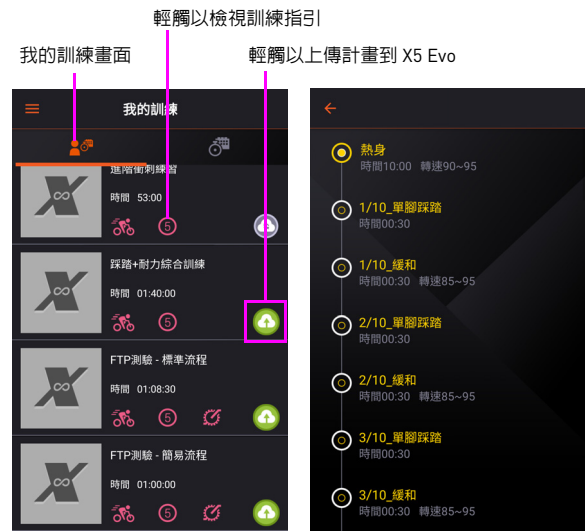 輕觸以檢視訓練指引
我的訓練畫面
輕觸以上傳計畫到 X5 Evo
我的訓練
進階衝刺練習
時間 53:00
5
踩踏+耐力綜合訓練
時間 01:40:00
5
FTP測驗 - 標準流程
時間 01:08:30
5
FTP測驗 - 簡易流程
時間 01:00:00
5
熱身
時間10:00 轉速90~95
1/10_單腳踩踏
時間00:30
1/10_緩和
時間00:30 轉速85~95
2/10_單腳踩踏
時間00:30
2/10_緩和
時間00:30 轉速85~95
3/10_單腳踩踏
時間00:30
3/10_緩和
時間00:30 轉速85~95